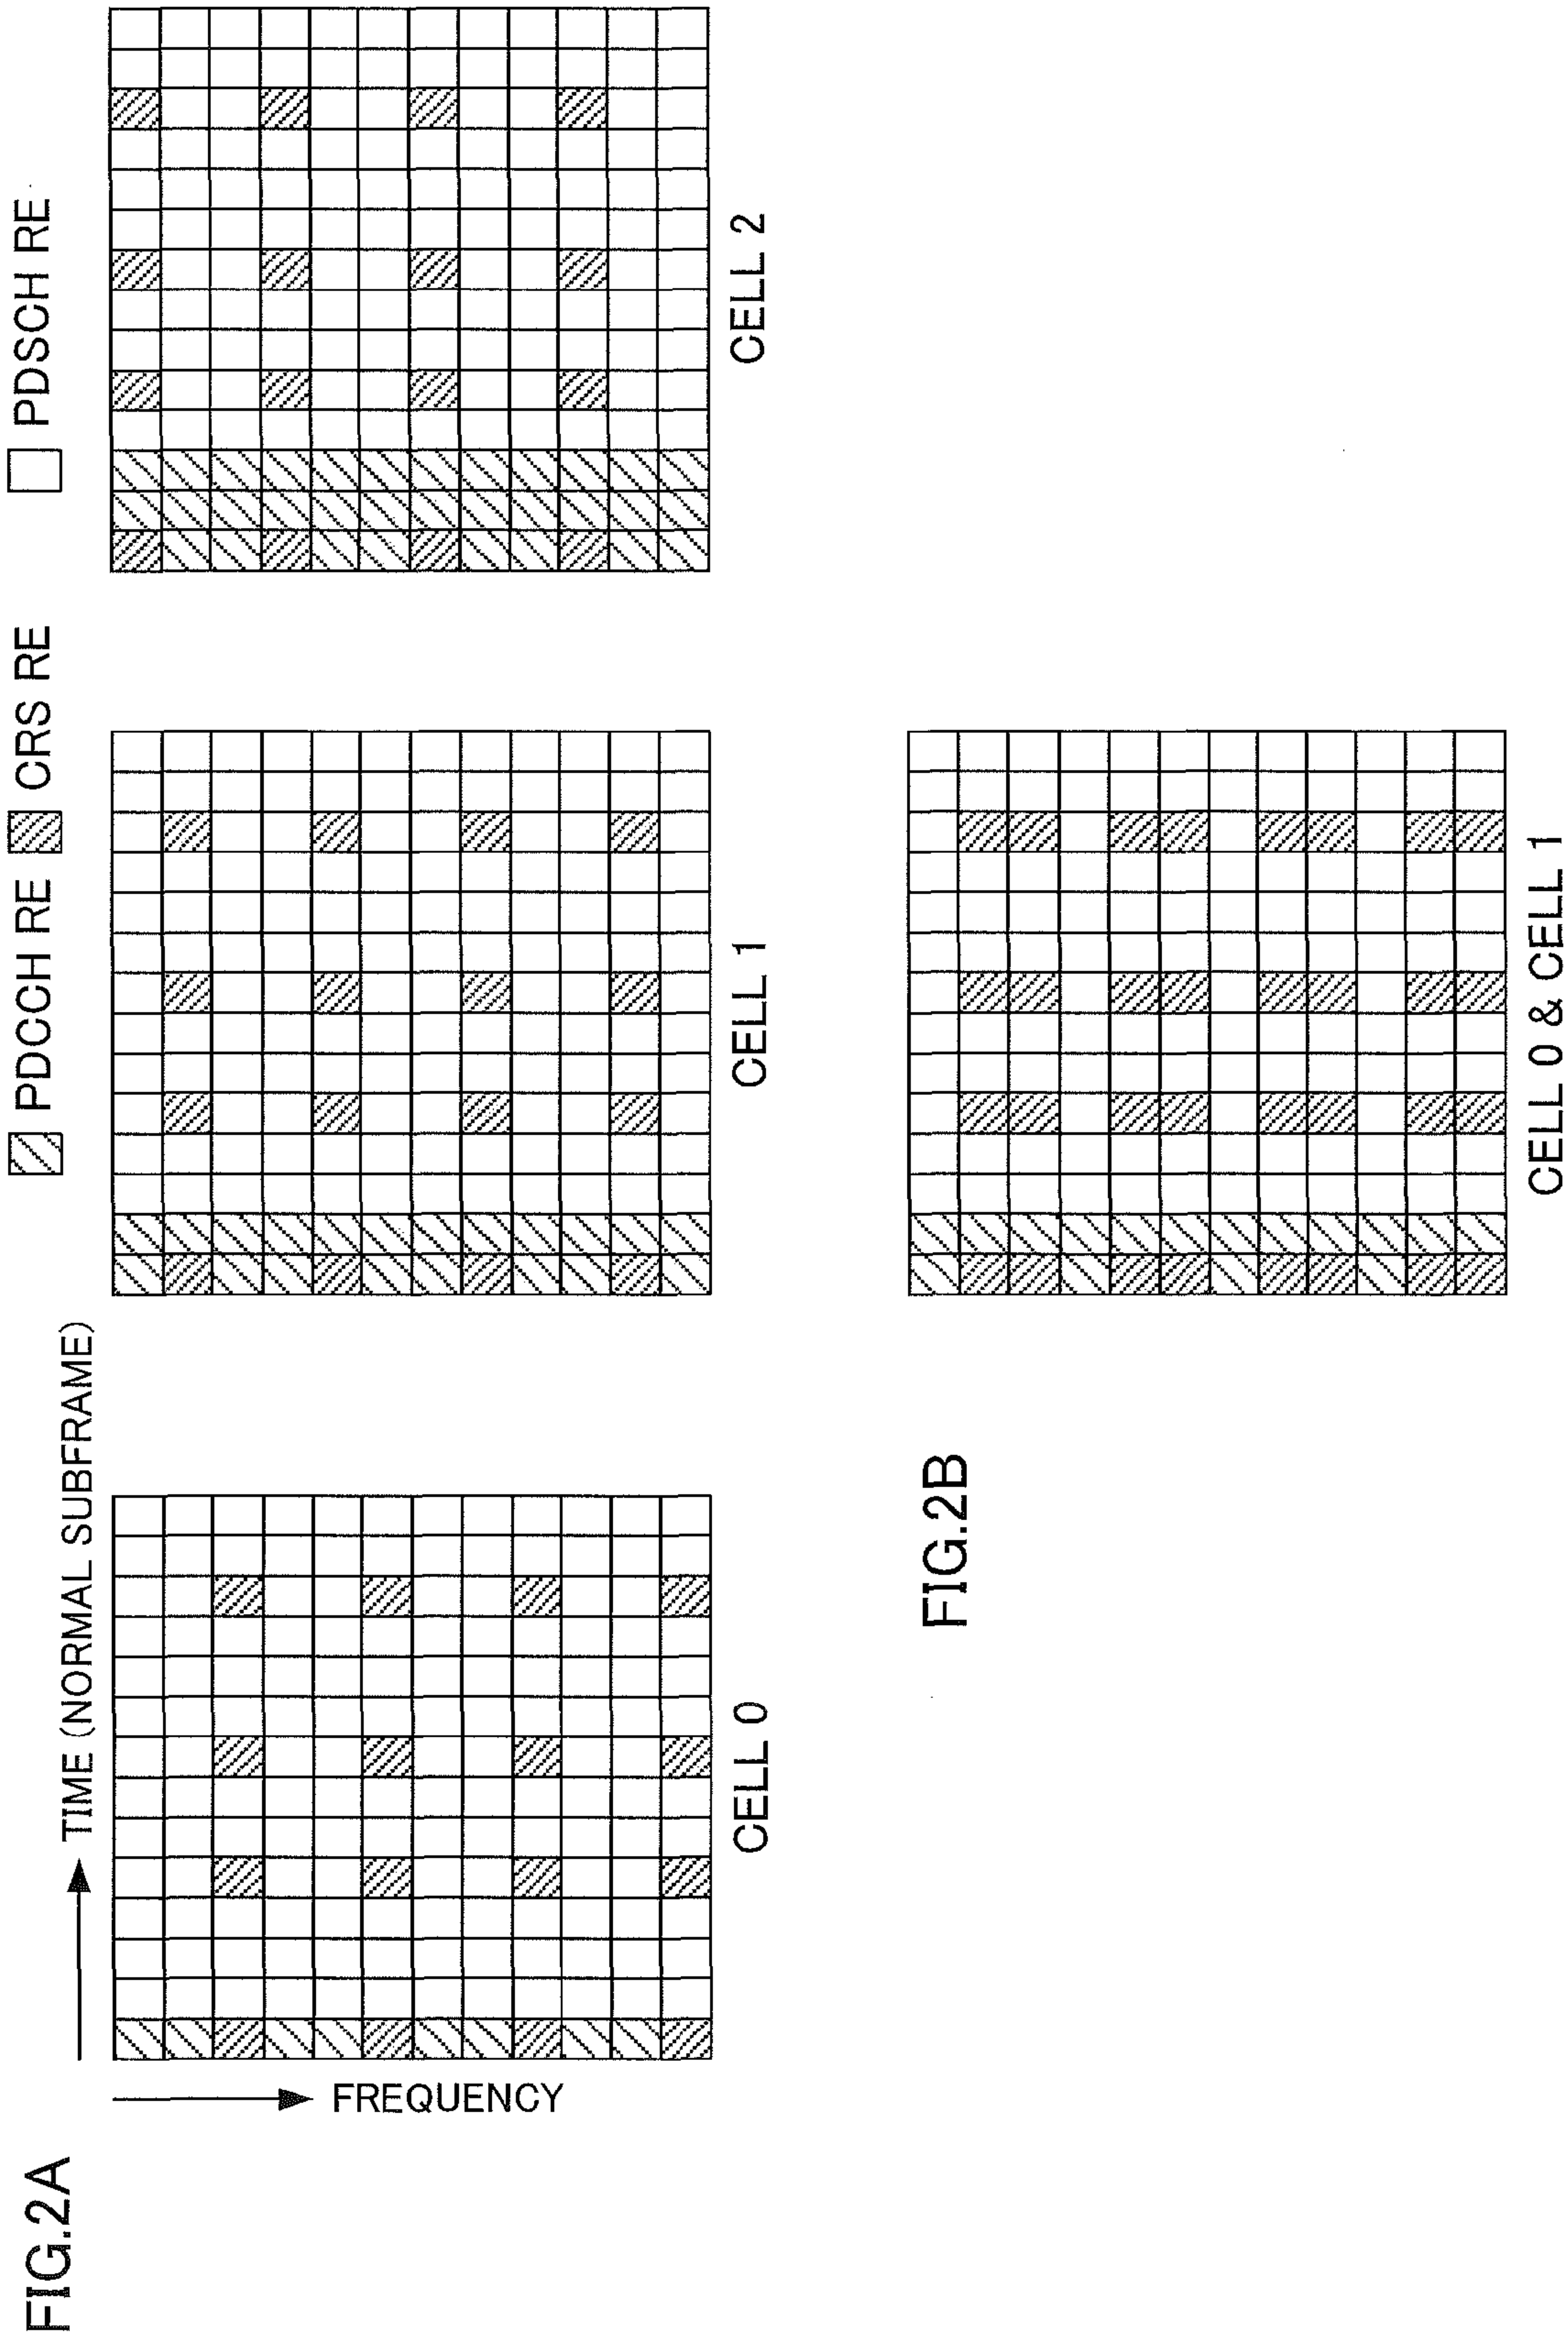 FIG.2A
PDCCH RE
CRS RE
PDSCH RE
TIME (NORMAL SUBFRAME)
FREQUENCY
CELL 0
CELL 1
CELL 2
FIG.2B
CELL 0 & CELL 1